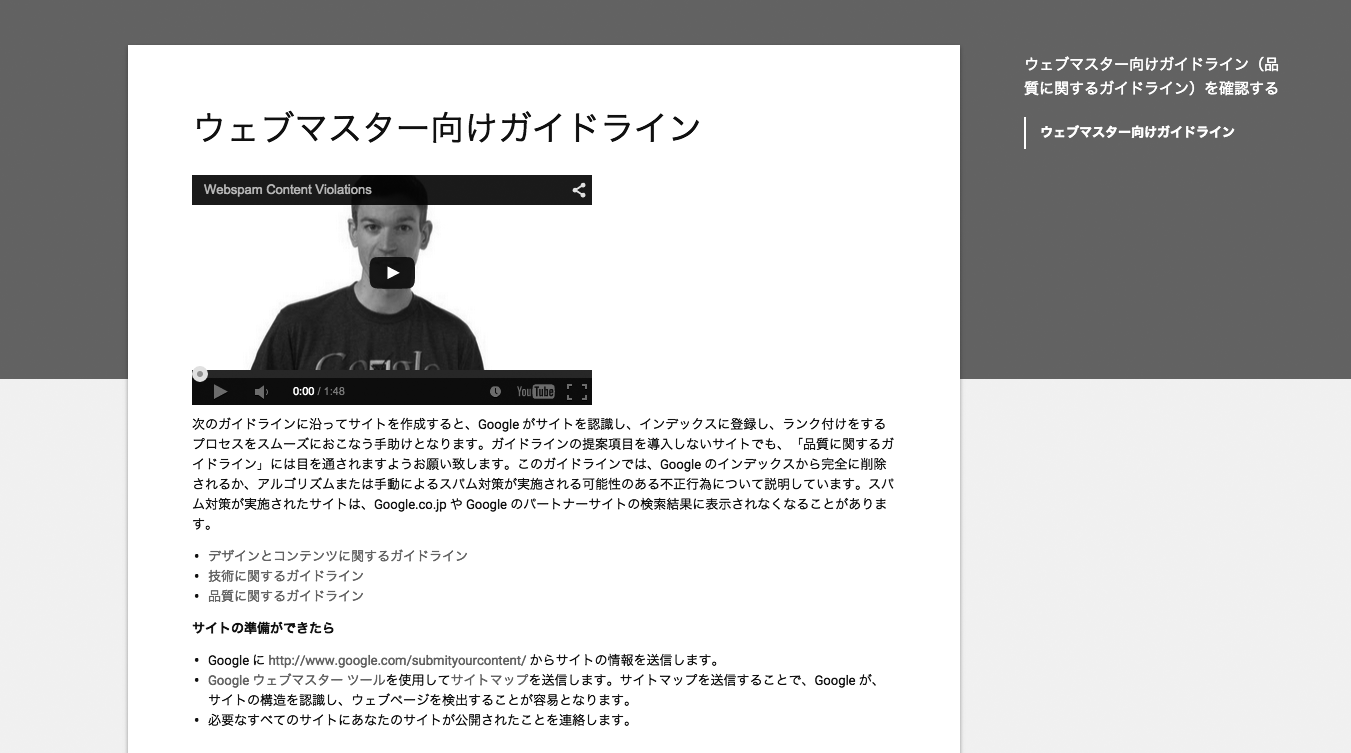 ウェブマスター向けガイドライン
Webspam Content Violations
Google
0:00 / 1:48
YouTube
次のガイドラインに沿ってサイトを作成すると、Google がサイトを認識し、インデックスに登録し、ランク付けをする
プロセスをスムーズにおこなう手助けとなります。ガイドラインの提案項目を導入しないサイトでも、「品質に関するガ
イドライン」には目を通されますようお願い致します。このガイドラインでは、Google のインデックスから完全に削除
されるか、アルゴリズムまたは手動によるスパム対策が実施される可能性のある不正行為について説明しています。スパ
ム対策が実施されたサイトは、Google.co.jp や Google のパートナーサイトの検索結果に表示されなくなることがありま
す。
• デザインとコンテンツに関するガイドライン
• 技術に関するガイドライン
• 品質に関するガイドライン
サイトの準備ができたら
• Google に http://www.google.com/submityourcontent/ からサイトの情報を送信します。
• Google ウェブマスター ツールを使用してサイトマップを送信します。サイトマップを送信することで、Google が、
サイトの構造を認識し、ウェブページを検出することが容易となります。
• 必要なすべてのサイトにあなたのサイトが公開されたことを連絡します。
ウェブマスター向けガイドライン（品
質に関するガイドライン）を確認する
ウェブマスター向けガイドライン